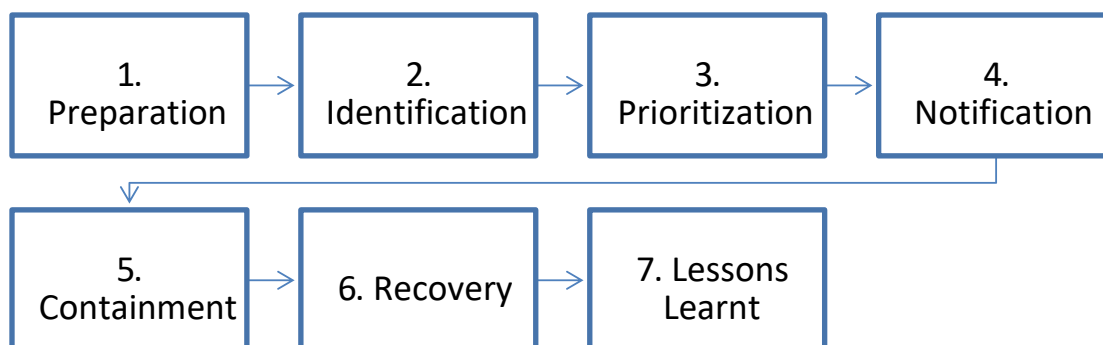 1.
Preparation
2.
Identification
3.
Prioritization
4.
Notification
5.
Containment
6. Recovery
7. Lessons
Learnt